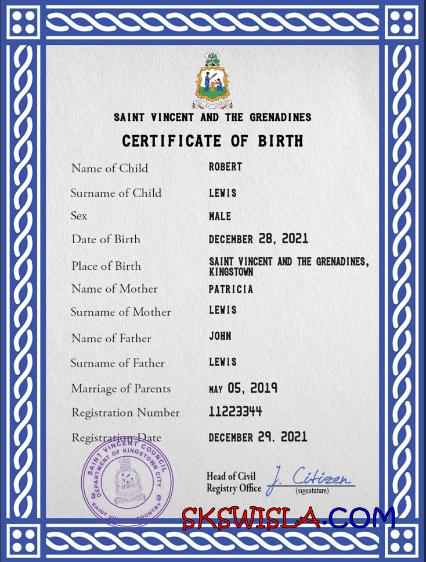 SAINT VINCENT AND THE GRENADINES
CERTIFICATE OF BIRTH
Name of Child ROBERT
Surname of Child LEWIS
Sex MALE
Date of Birth DECEMBER 28, 2021
Place of Birth SAINT VINCENT AND THE GRENADINES,
KINGSTOWN
Name of Mother PATRICIA
Surname of Mother LEWIS
Name of Father JOHN
Surname of Father LEWIS
Marriage of Parents MAY 05, 2019
Registration Number 11223344
Registration Date DECEMBER 29. 2021
SAINT VINCENT COUNCIL
DEPARTMENT OF KINGSTOWN CITY
Head of Civil
Registry Office J. Citizen
(signatature)
SKSWISLA.COM